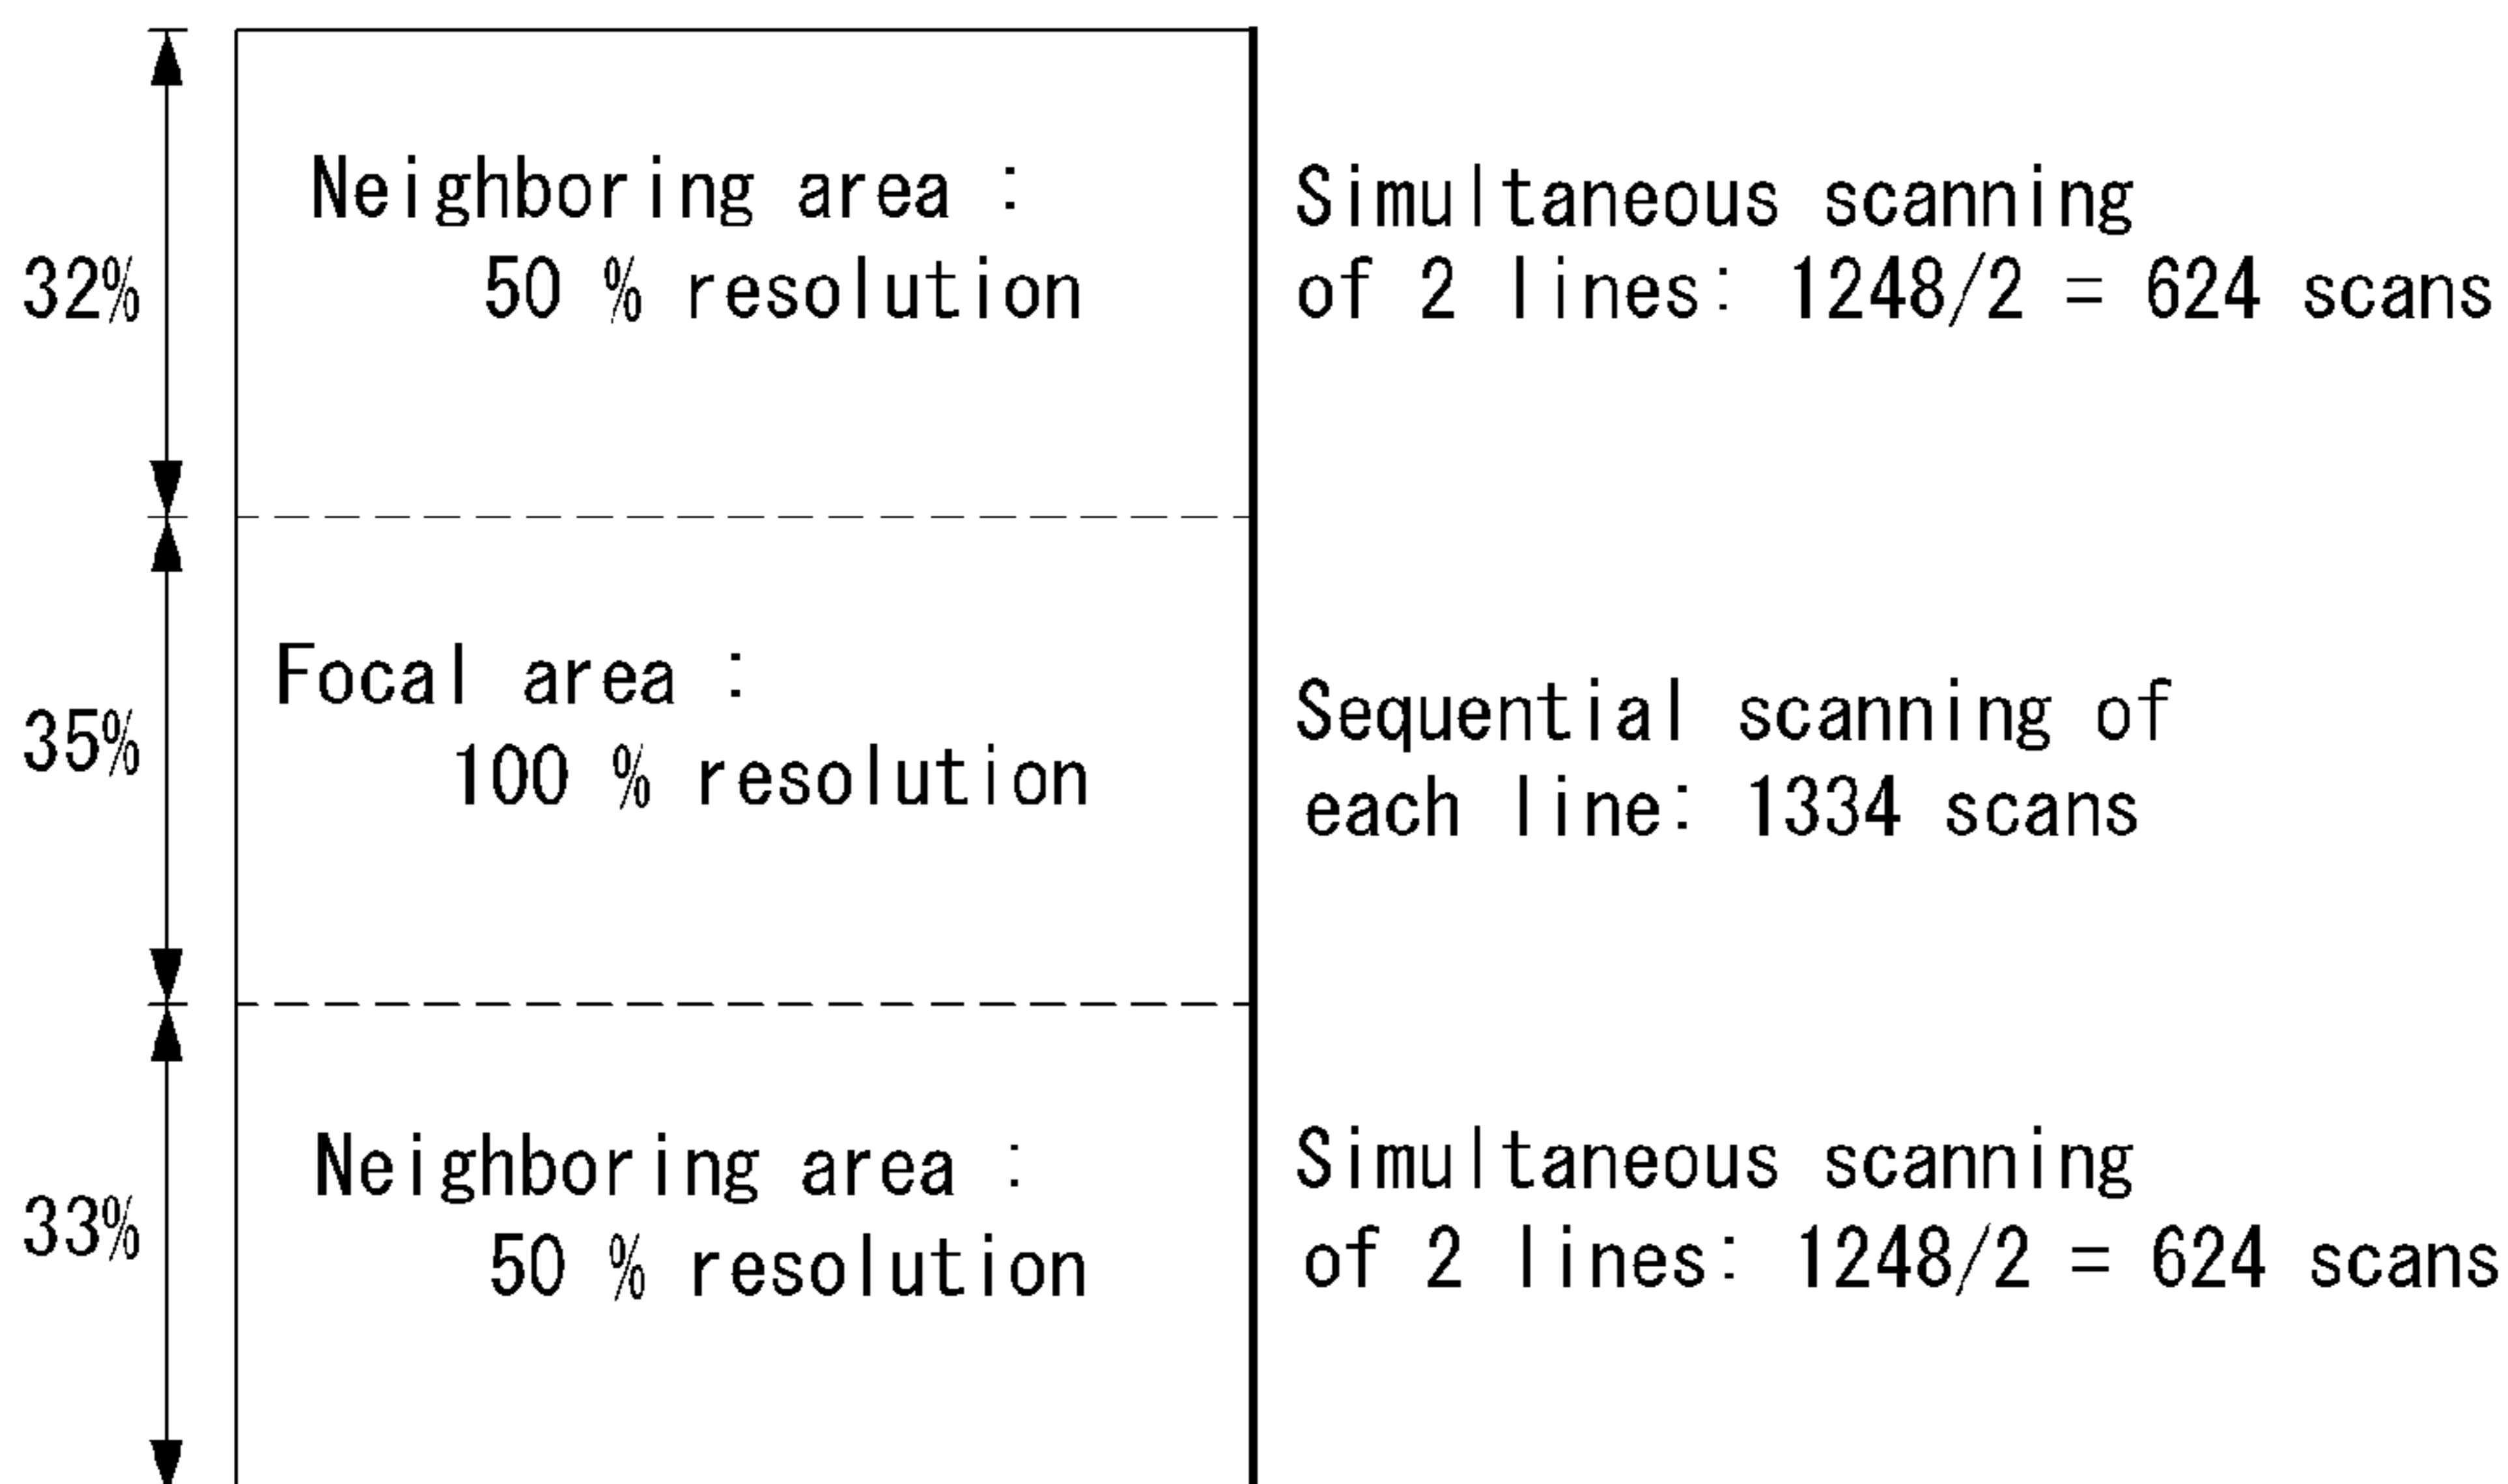 Neighboring area :
50 % resolution
32%
Simultaneous scanning
of 2 lines: 1248/2 = 624 scans
Focal area :
100 % resolution
35%
Sequential scanning of
each line: 1334 scans
Neighboring area :
50 % resolution
33%
Simultaneous scanning
of 2 lines: 1248/2 = 624 scans